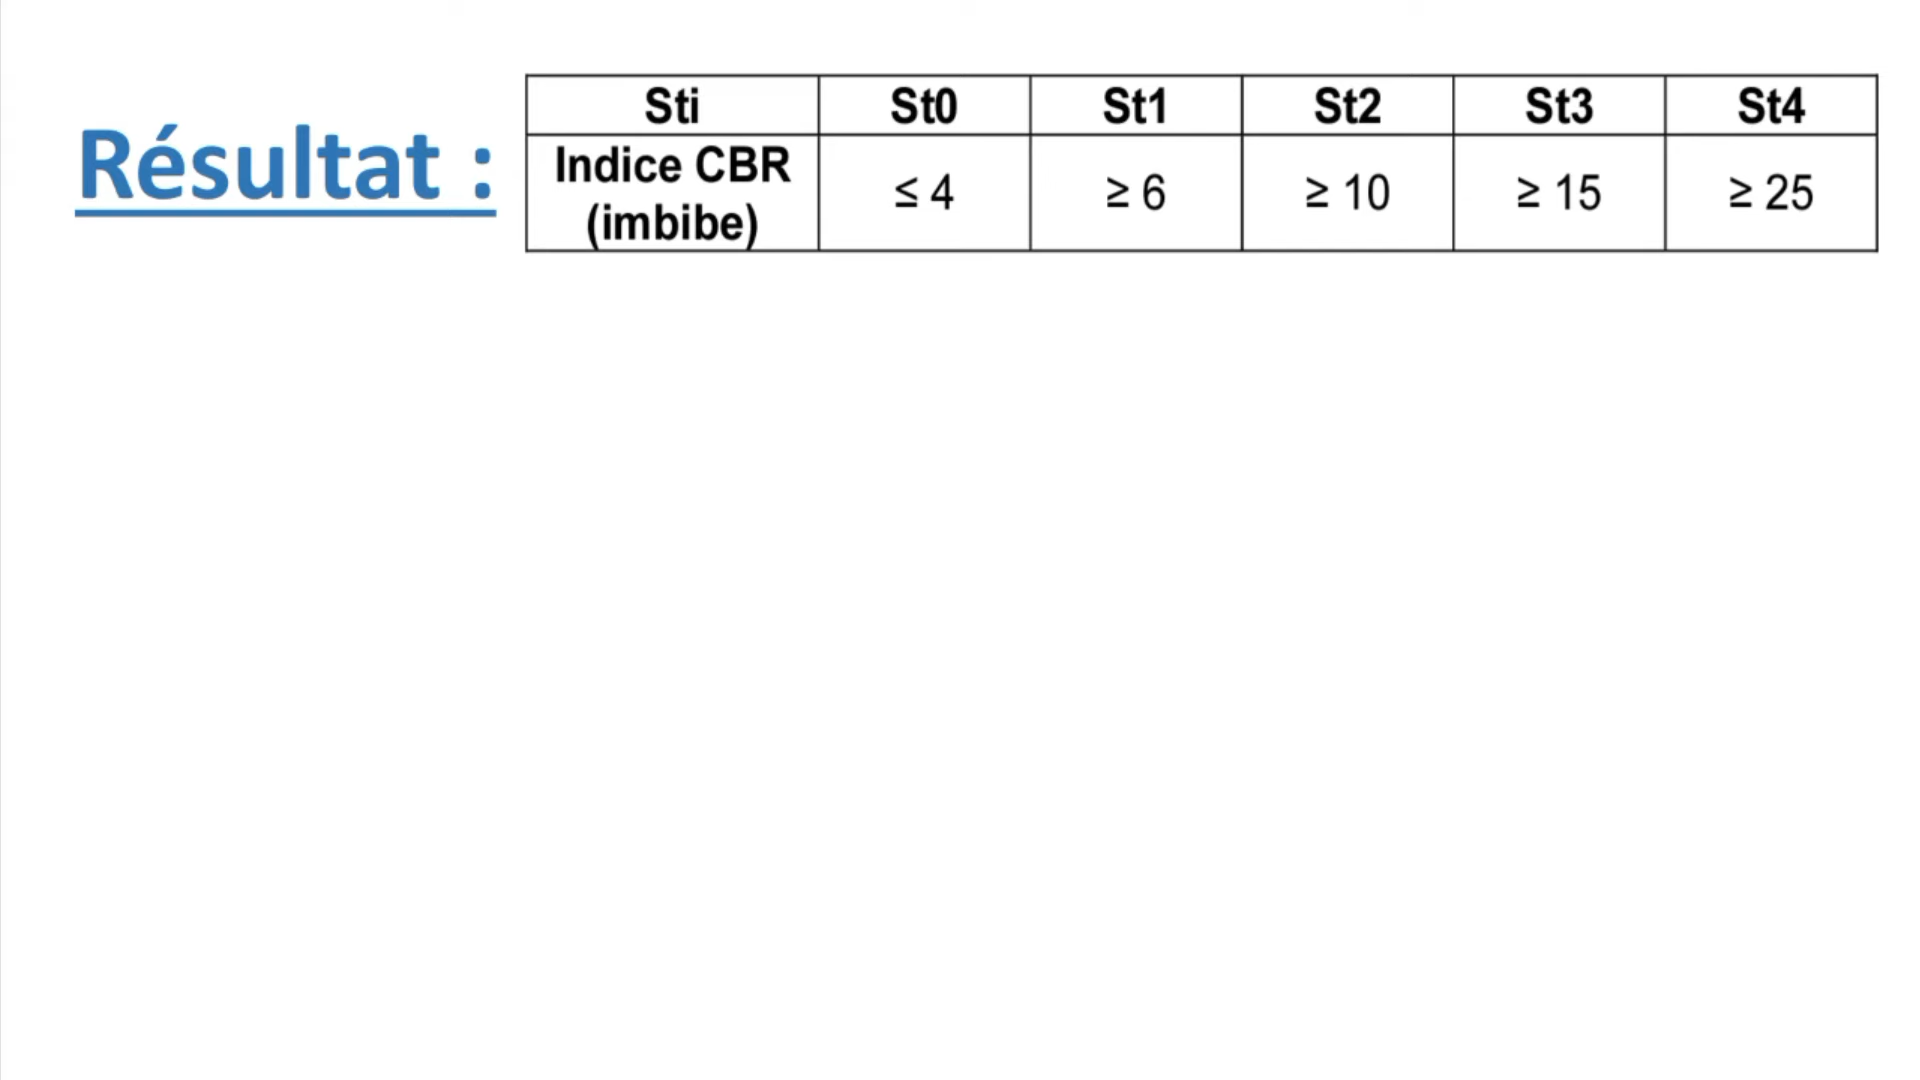 Résultat :
Sti St0 St1 St2 St3 St4
Indice CBR
(imbibe) ≤ 4 ≥ 6 ≥ 10 ≥ 15 ≥ 25